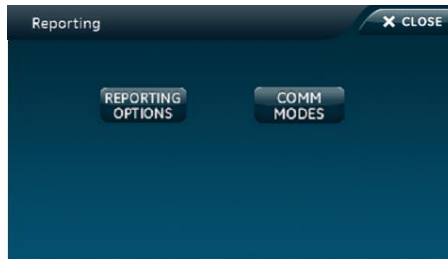 Reporting
X CLOSE
REPORTING
OPTIONS
COMM
MODES